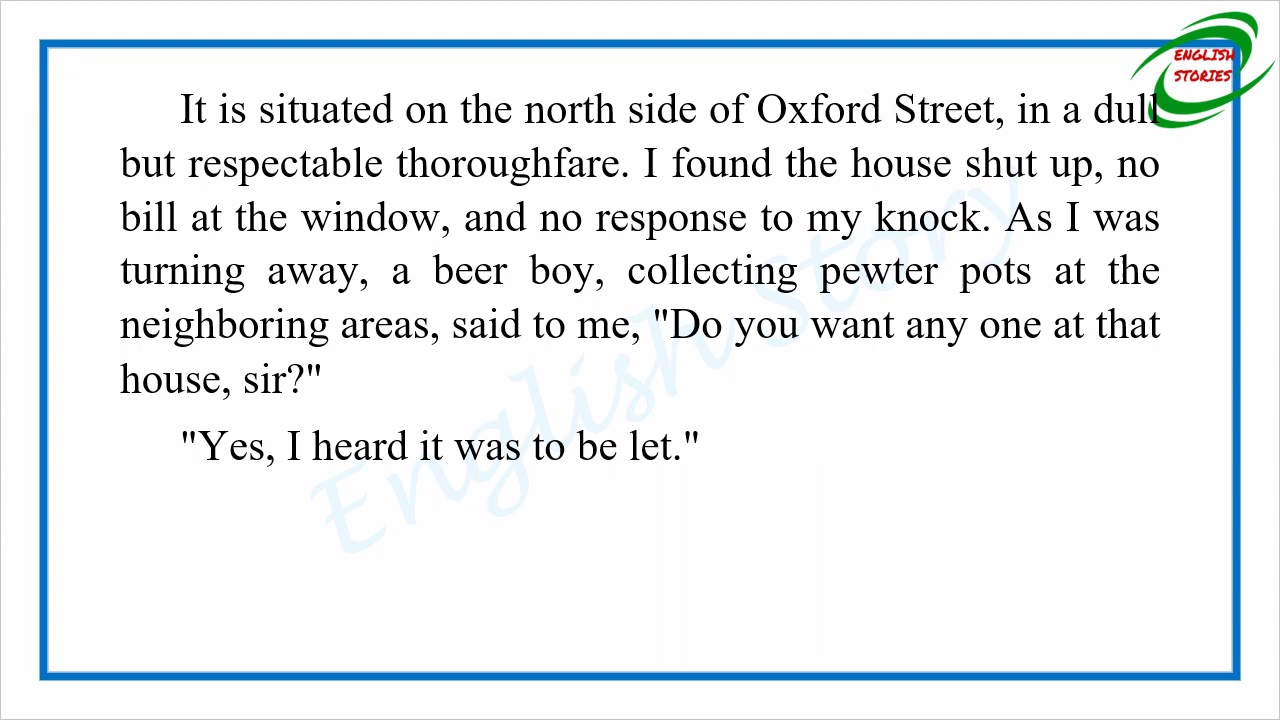 ENGLISH
STORIES
It is situated on the north side of Oxford Street, in a dull
but respectable thoroughfare. I found the house shut up, no
bill at the window, and no response to my knock. As I was
turning away, a beer boy, collecting pewter pots at the
neighboring areas, said to me, "Do you want any one at that
house, sir?"
"Yes, I heard it was to be let."
English Story